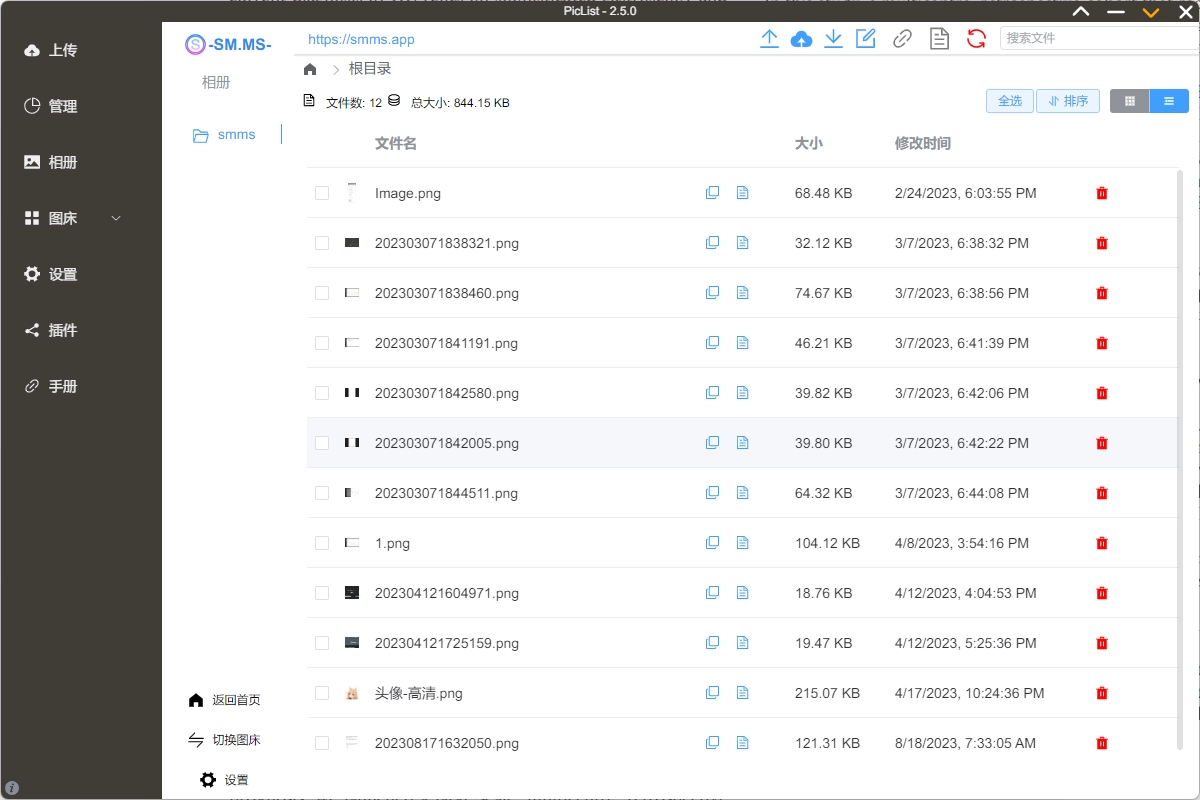 PicList - 2.5.0
上传
管理
相册
图床
设置
插件
手册
-SM.MS-
相册
smms
返回首页
切换图床
设置
https://smms.app
搜索文件
根目录
文件数: 12 总大小: 844.15 KB
全选 排序
文件名 大小 修改时间
Image.png 68.48 KB 2/24/2023, 6:03:55 PM
202303071838321.png 32.12 KB 3/7/2023, 6:38:32 PM
202303071838460.png 74.67 KB 3/7/2023, 6:38:56 PM
202303071841191.png 46.21 KB 3/7/2023, 6:41:39 PM
202303071842580.png 39.82 KB 3/7/2023, 6:42:06 PM
202303071842005.png 39.80 KB 3/7/2023, 6:42:22 PM
202303071844511.png 64.32 KB 3/7/2023, 6:44:08 PM
1.png 104.12 KB 4/8/2023, 3:54:16 PM
202304121604971.png 18.76 KB 4/12/2023, 4:04:53 PM
202304121725159.png 19.47 KB 4/12/2023, 5:25:36 PM
头像-高清.png 215.07 KB 4/17/2023, 10:24:36 PM
202308171632050.png 121.31 KB 8/18/2023, 7:33:05 AM